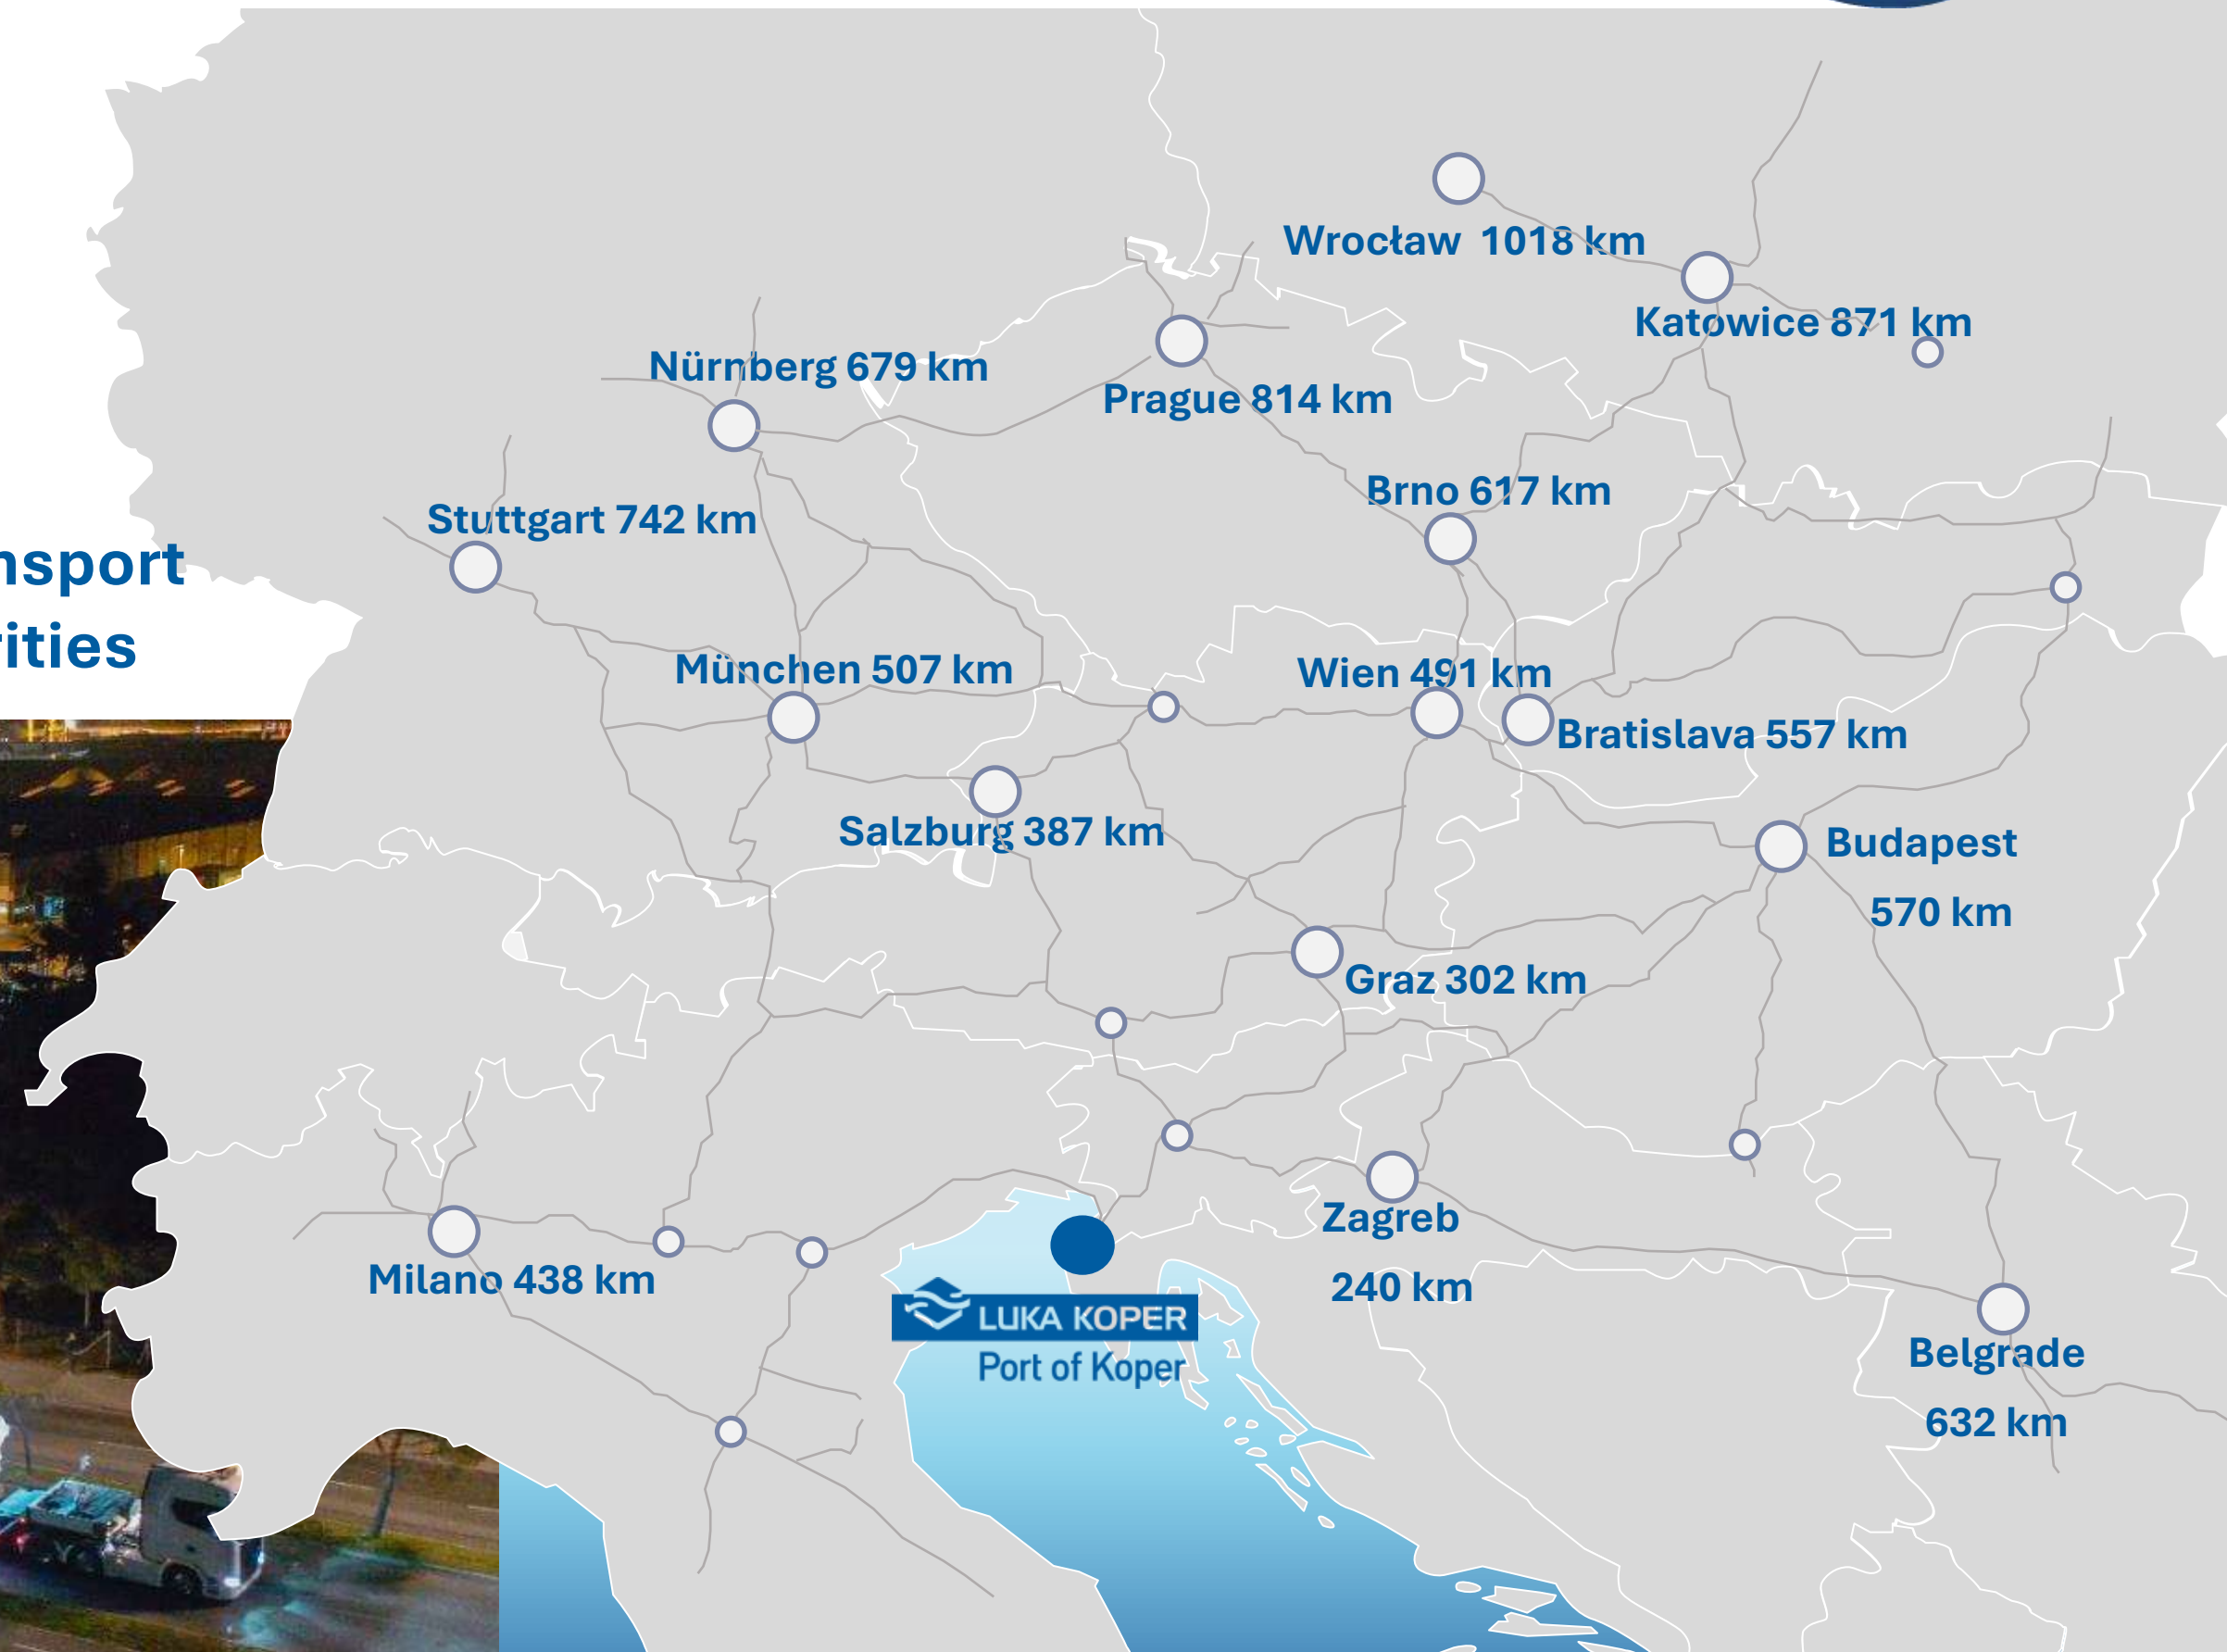 Wrocław 1018 km
Katowice 871 km
Nürnberg 679 km
Prague 814 km
Brno 617 km
Stuttgart 742 km
nsport
ities
München 507 km
Wien 491 km
Bratislava 557 km
Salzburg 387 km
Budapest
570 km
Graz 302 km
Zagreb
240 km
Milano 438 km
LUKA KOPER
Port of Koper
Belgrade
632 km